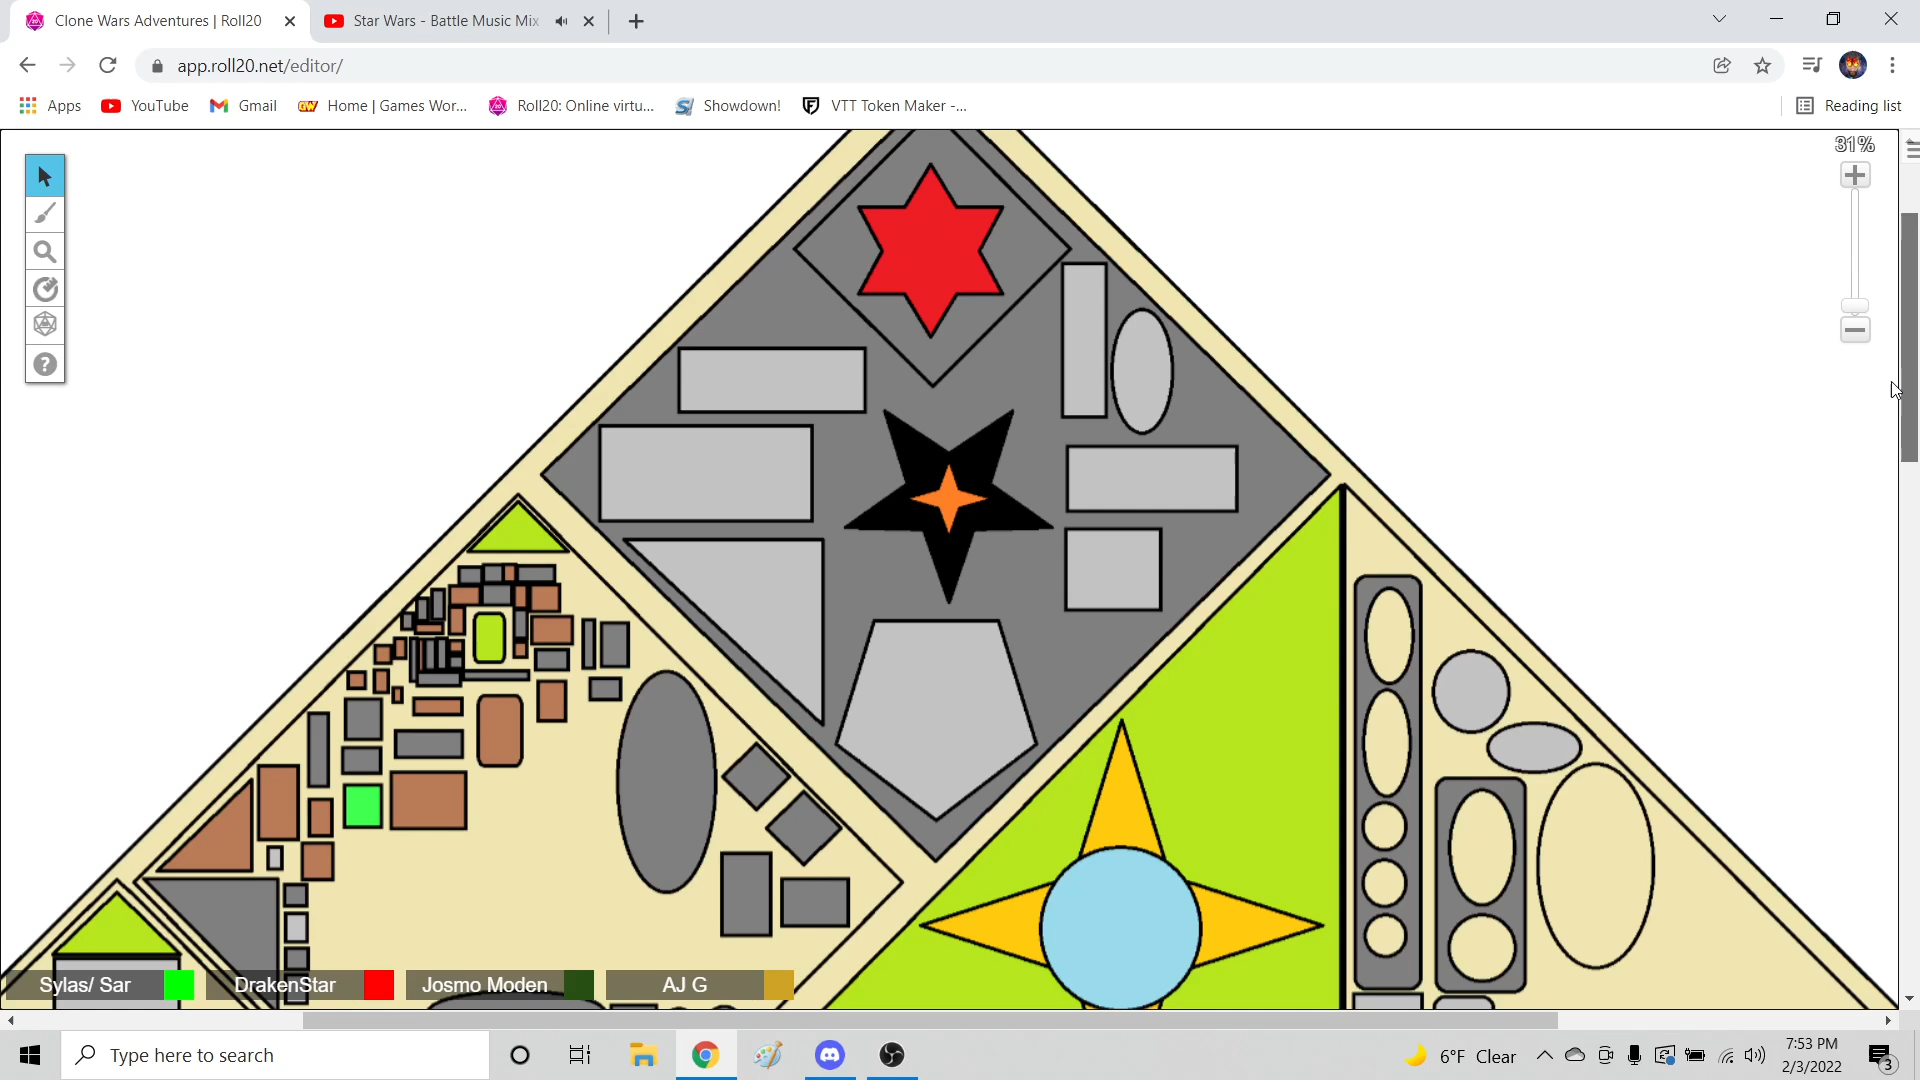 Clone Wars Adventures | Roll20
Star Wars - Battle Music Mix
app.roll20.net/editor/
Apps
YouTube
Gmail
Home | Games Wor...
Roll20: Online virtu...
Showdown!
VTT Token Maker -...
Reading list
31%
Sylas/ Sar
DrakenStar
Josmo Moden
AJ G
Type here to search
6°F Clear
7:53 PM
2/3/2022
3